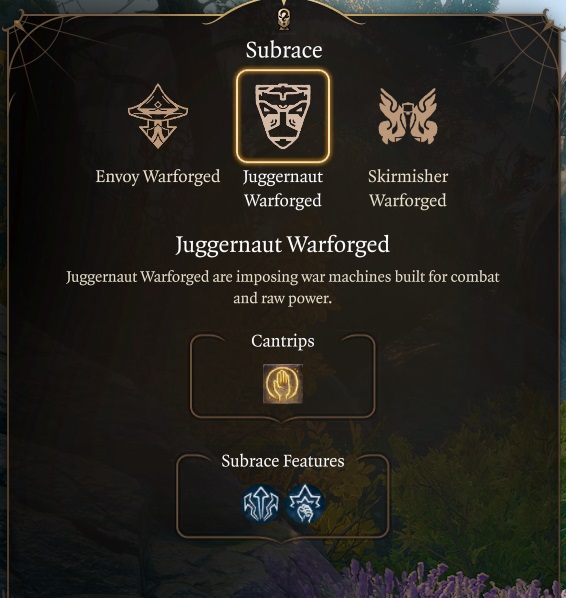 Subrace
Envoy Warforged
Juggernaut
Warforged
Skirmisher
Warforged
Juggernaut Warforged
Juggernaut Warforged are imposing war machines built for combat
and raw power.
Cantrips
Subrace Features